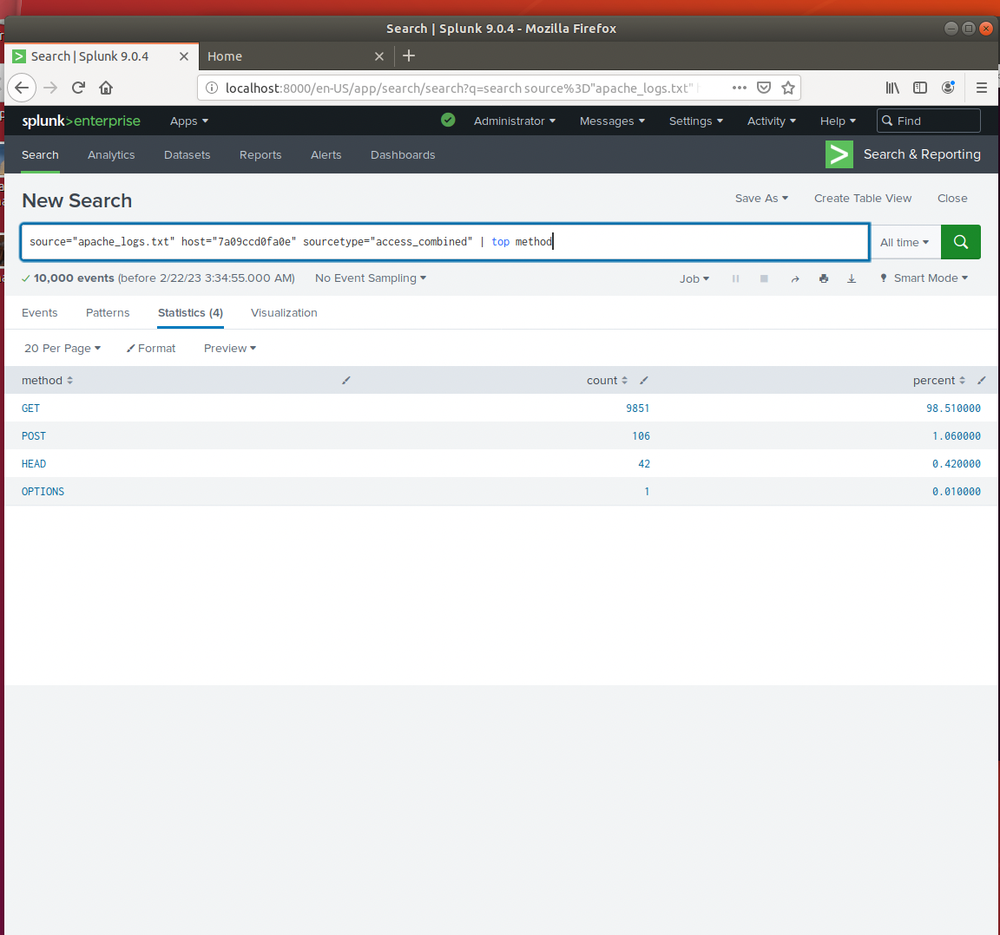 Search | Splunk 9.0.4 - Mozilla Firefox
Search | Splunk 9.0.4
Home
localhost:8000/en-US/app/search/search?q=search source%3D"apache_logs.txt"
splunk>enterprise Apps Administrator Messages Settings Activity Help Find
Search Analytics Datasets Reports Alerts Dashboards Search & Reporting
New Search Save As Create Table View Close
source="apache_logs.txt" host="7a09ccd0fa0e" sourcetype="access_combined" | top method All time
10,000 events (before 2/22/23 3:34:55.000 AM) No Event Sampling Job Smart Mode
Events Patterns Statistics (4) Visualization
20 Per Page Format Preview
method count percent
GET 9851 98.510000
POST 106 1.060000
HEAD 42 0.420000
OPTIONS 1 0.010000